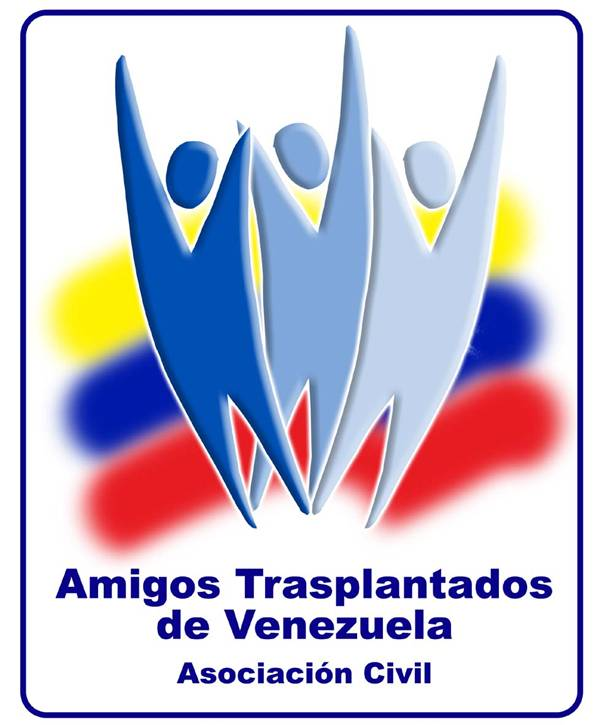 Amigos Trasplantados
de Venezuela
Asociación Civil